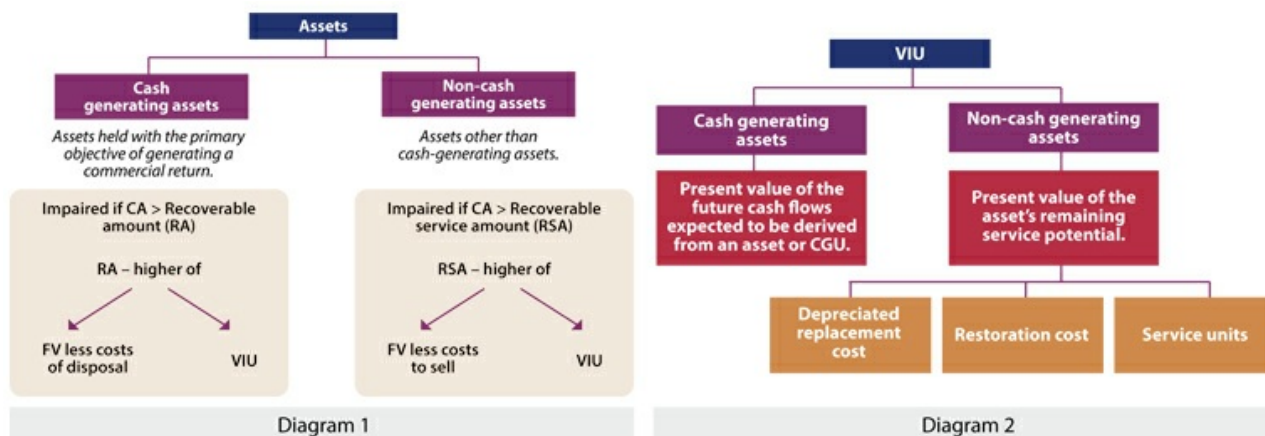 Assets
Cash
generating assets
Non-cash
generating assets
Assets held with the primary
objective of generating a
commercial return.
Assets other than
cash-generating assets.
Impaired if CA > Recoverable
amount (RA)
RA – higher of
FV less costs
of disposal
VIU
Impaired if CA > Recoverable
service amount (RSA)
RSA – higher of
FV less costs
to sell
VIU
Diagram 1
VIU
Cash generating
assets
Non-cash generating
assets
Present value of the
future cash flows
expected to be derived
from an asset or CGU.
Present value of the
asset's remaining
service potential.
Depreciated
replacement
cost
Restoration cost
Service units
Diagram 2